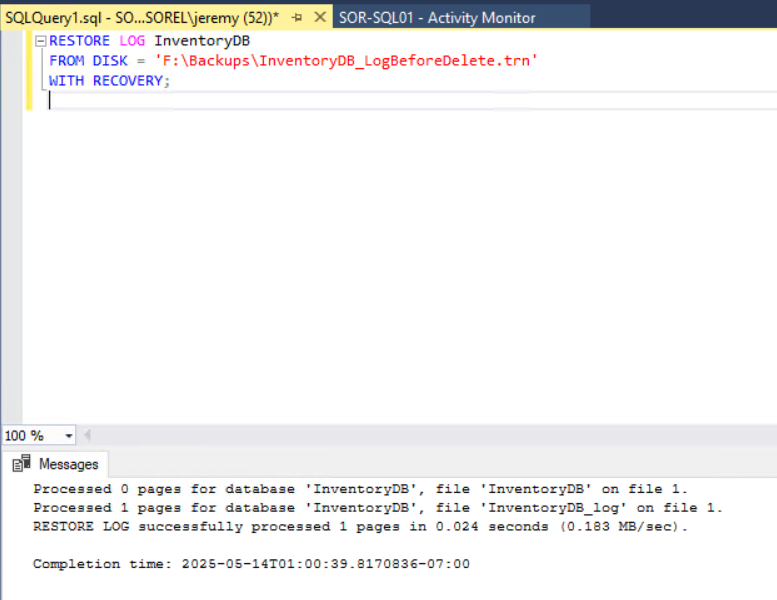 SQLQuery1.sql - SO...SOREL\jeremy (52))*
SOR-SQL01 - Activity Monitor
RESTORE LOG InventoryDB
FROM DISK = 'F:\Backups\InventoryDB_LogBeforeDelete.trn'
WITH RECOVERY;
100 %
Messages
Processed 0 pages for database 'InventoryDB', file 'InventoryDB' on file 1.
Processed 1 pages for database 'InventoryDB', file 'InventoryDB_log' on file 1.
RESTORE LOG successfully processed 1 pages in 0.024 seconds (0.183 MB/sec).
Completion time: 2025-05-14T01:00:39.8170836-07:00